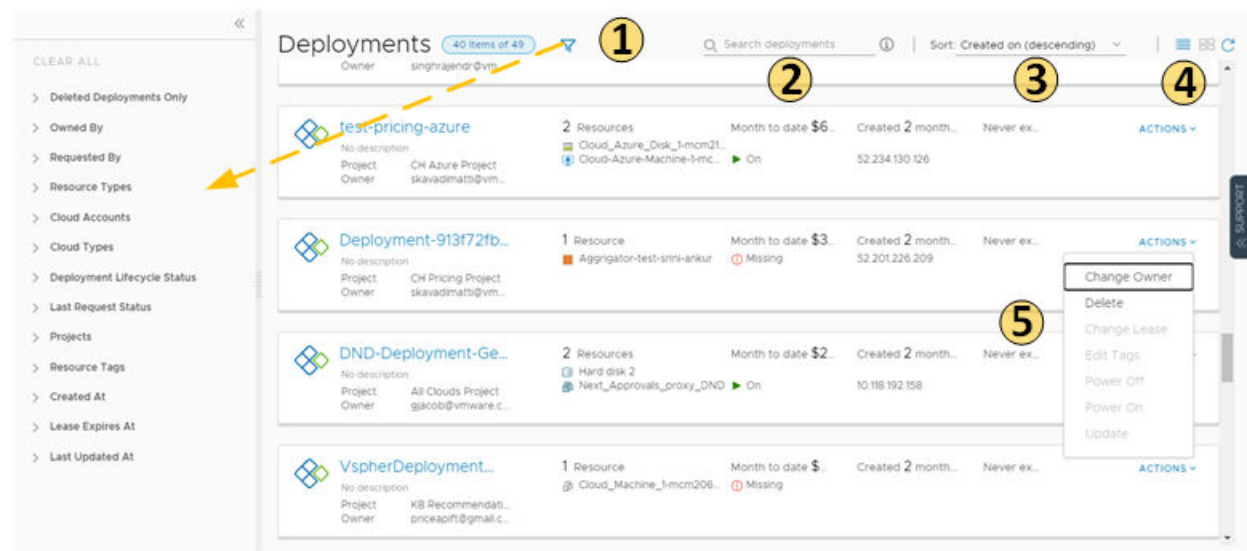 «
CLEAR ALL
> Deleted Deployments Only
> Owned By
> Requested By
> Resource Types
> Cloud Accounts
> Cloud Types
> Deployment Lifecycle Status
> Last Request Status
> Projects
> Resource Tags
> Created At
> Lease Expires At
> Last Updated At
Deployments 40 items of 49 1 Search deployments Sort: Created on (descending)
2 3 4
Owner singhrajendr@vm...
test-pricing-azure 2 Resources Month to date $6... Created 2 month... Never ex... ACTIONS
No description Cloud_Azure_Disk_1-mcm21...
Cloud-Azure-Machine-1-mc... On 52.234.130.126
Project CH Azure Project
Owner skavadimatti@vm...
Deployment-913f72fb... 1 Resource Month to date $3... Created 2 month... Never ex... ACTIONS
No description Aggrigator-test-srini-ankur Missing 52.201.226.209
Project CH Pricing Project
Owner skavadimatti@vm...
Change Owner
Delete
Change Lease
Edit Tags
Power Off
Power On
Update
5
DND-Deployment-Ge... 2 Resources Month to date $2... Created 2 month... Never ex...
No description Hard disk 2
Next_Approvals_proxy_DND On 10.118.192.158
Project All Clouds Project
Owner gjacob@vmware.c...
VspherDeployment... 1 Resource Month to date $... Created 2 month... Never ex... ACTIONS
No description Cloud_Machine_1-mcm206... Missing
Project KB Recommendati...
Owner priceapift@gmail.c...
SUPPORT